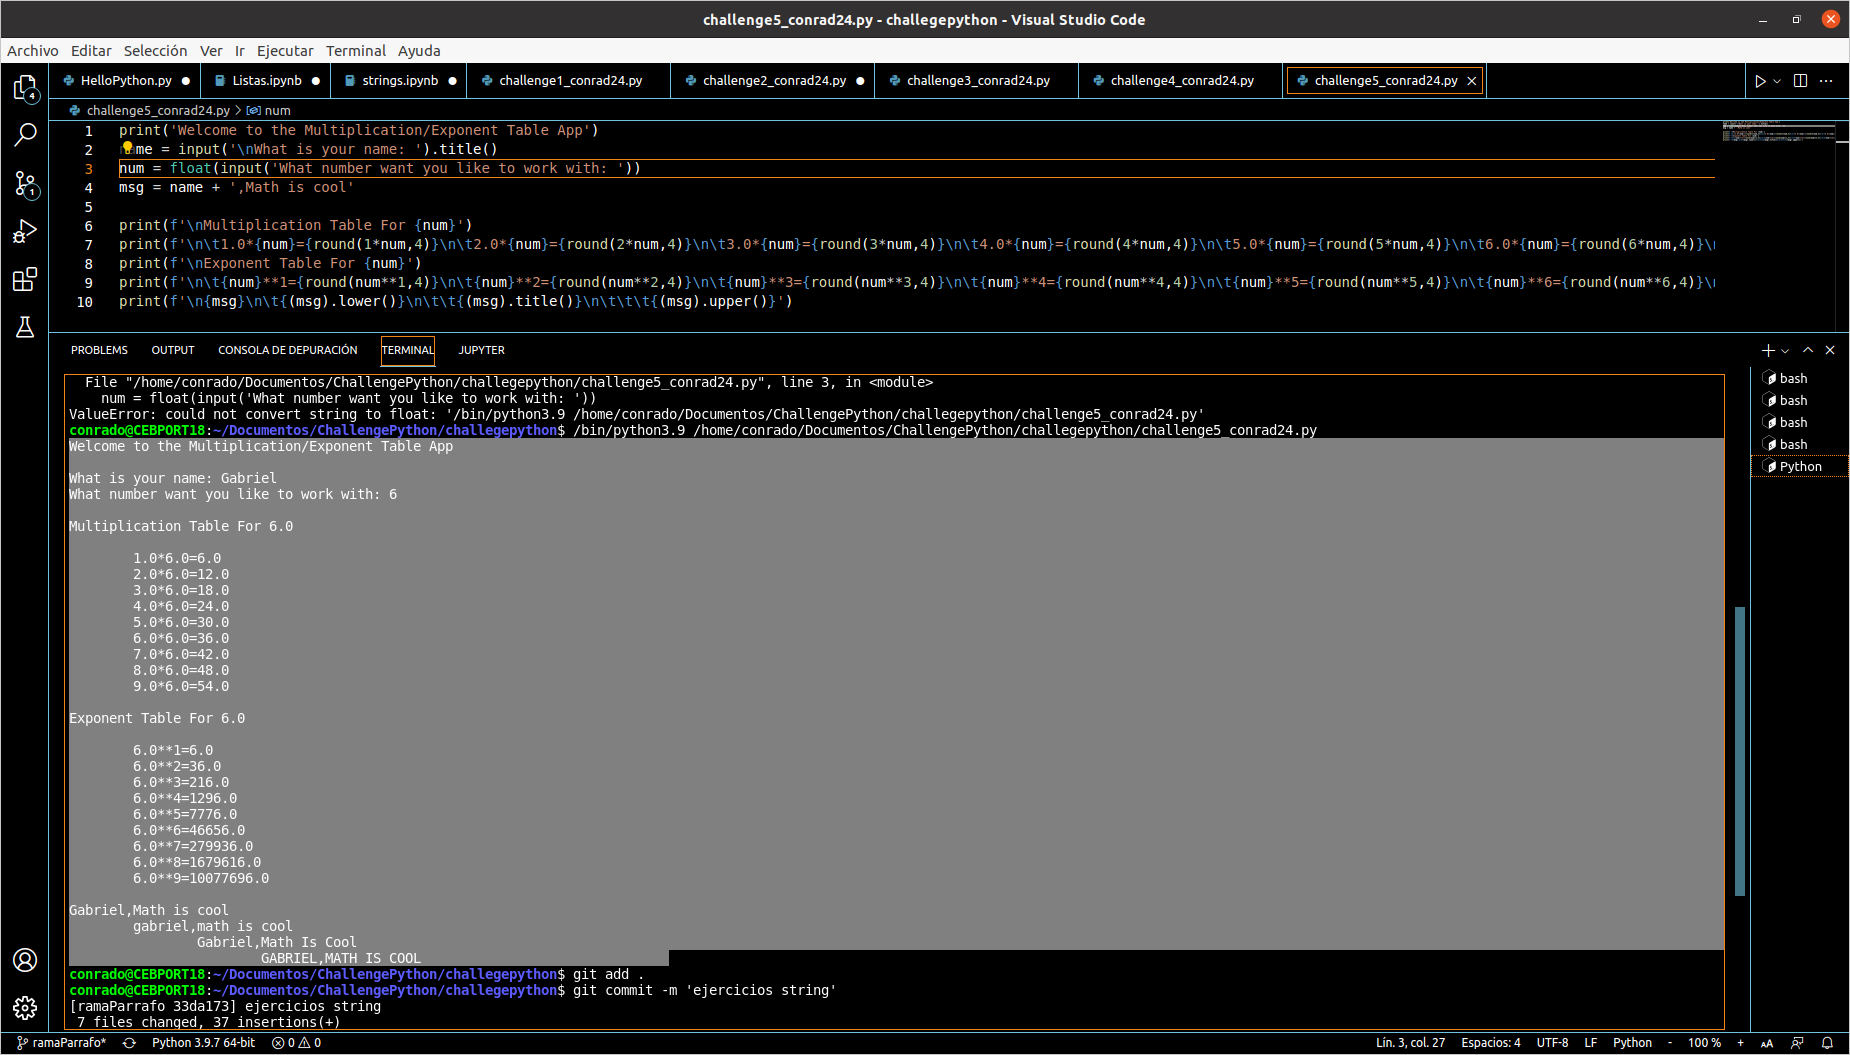 challenge5_conrad24.py - challegepython - Visual Studio Code
Archivo Editar Selección Ver Ir Ejecutar Terminal Ayuda
HelloPython.py Listas.ipynb strings.ipynb challenge1_conrad24.py challenge2_conrad24.py challenge3_conrad24.py challenge4_conrad24.py challenge5_conrad24.py
challenge5_conrad24.py > num
1 print('Welcome to the Multiplication/Exponent Table App')
2 name = input('\nWhat is your name: ').title()
3 num = float(input('What number want you like to work with: '))
4 msg = name + ',Math is cool'
5
6 print(f'\nMultiplication Table For {num}')
7 print(f'\n\t1.0*{num}={round(1*num,4)}\n\t2.0*{num}={round(2*num,4)}\n\t3.0*{num}={round(3*num,4)}\n\t4.0*{num}={round(4*num,4)}\n\t5.0*{num}={round(5*num,4)}\n\t6.0*{num}={round(6*num,4)}\n
8 print(f'\nExponent Table For {num}')
9 print(f'\n\t{num}**1={round(num**1,4)}\n\t{num}**2={round(num**2,4)}\n\t{num}**3={round(num**3,4)}\n\t{num}**4={round(num**4,4)}\n\t{num}**5={round(num**5,4)}\n\t{num}**6={round(num**6,4)}\n
10 print(f'\n{msg}\n\t{(msg).lower()}\n\t\t{(msg).title()}\n\t\t\t{(msg).upper()}')
PROBLEMS OUTPUT CONSOLA DE DEPURACIÓN TERMINAL JUPYTER
File "/home/conrado/Documentos/ChallengePython/challegepython/challenge5_conrad24.py", line 3, in <module>
num = float(input('What number want you like to work with: '))
ValueError: could not convert string to float: '/bin/python3.9 /home/conrado/Documentos/ChallengePython/challegepython/challenge5_conrad24.py'
conrado@CEBPORT18:~/Documentos/ChallengePython/challegepython$ /bin/python3.9 /home/conrado/Documentos/ChallengePython/challegepython/challenge5_conrad24.py
Welcome to the Multiplication/Exponent Table App
What is your name: Gabriel
What number want you like to work with: 6
Multiplication Table For 6.0
1.0*6.0=6.0
2.0*6.0=12.0
3.0*6.0=18.0
4.0*6.0=24.0
5.0*6.0=30.0
6.0*6.0=36.0
7.0*6.0=42.0
8.0*6.0=48.0
9.0*6.0=54.0
Exponent Table For 6.0
6.0**1=6.0
6.0**2=36.0
6.0**3=216.0
6.0**4=1296.0
6.0**5=7776.0
6.0**6=46656.0
6.0**7=279936.0
6.0**8=1679616.0
6.0**9=10077696.0
Gabriel,Math is cool
gabriel,math is cool
Gabriel,Math Is Cool
GABRIEL,MATH IS COOL
conrado@CEBPORT18:~/Documentos/ChallengePython/challegepython$ git add .
conrado@CEBPORT18:~/Documentos/ChallengePython/challegepython$ git commit -m 'ejercicios string'
[ramaParrafo 33da173] ejercicios string
7 files changed, 37 insertions(+)
bash
bash
bash
bash
Python
4
1
ramaParrafo* Python 3.9.7 64-bit 0 0 Lín. 3, col. 27 Espacios: 4 UTF-8 LF Python - 100 % + AA